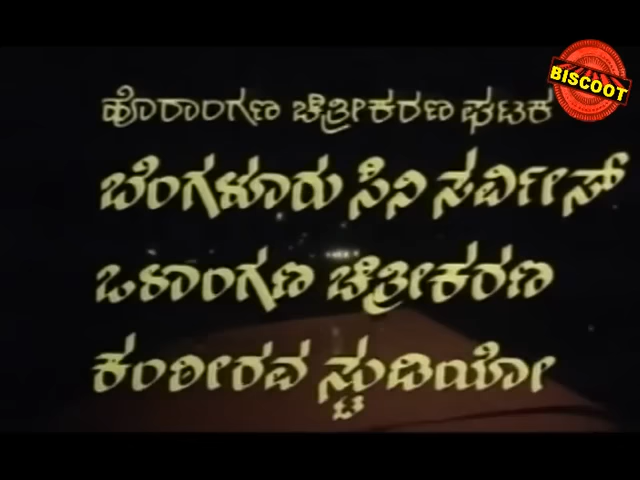 BISCOOT
ಹೊರಾಂಗಣ ಚಿತ್ರೀಕರಣ ಘಟಕ
ಬೆಂಗಳೂರು ಸಿನಿ ಸರ್ವೀಸ್
ಒಳಾಂಗಣ ಚಿತ್ರೀಕರಣ
ಕಂಠೀರವ ಸ್ಟುಡಿಯೋ